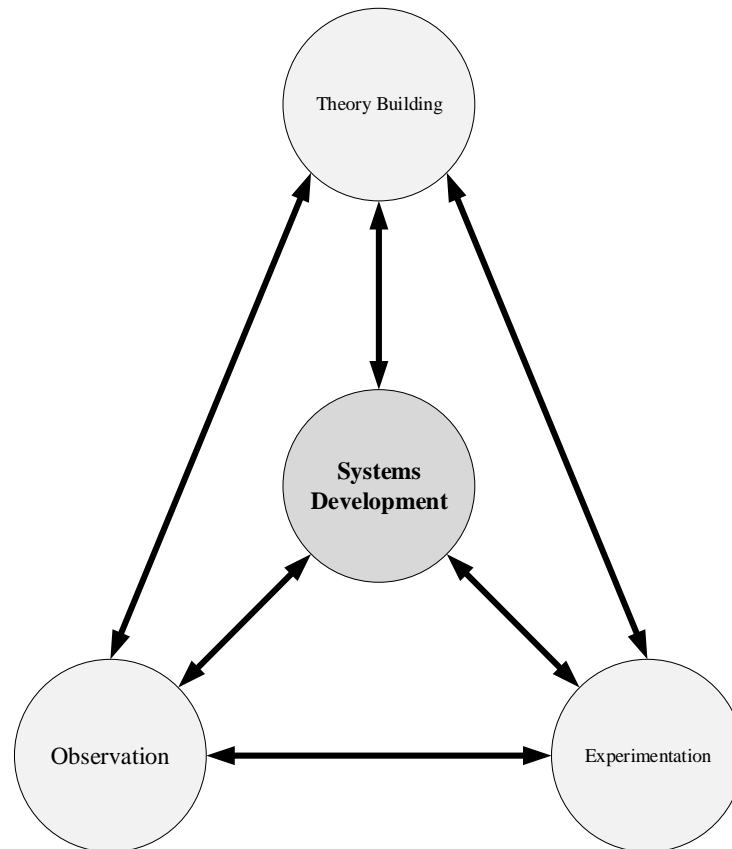 Theory Building
Systems
Development
Observation
Experimentation